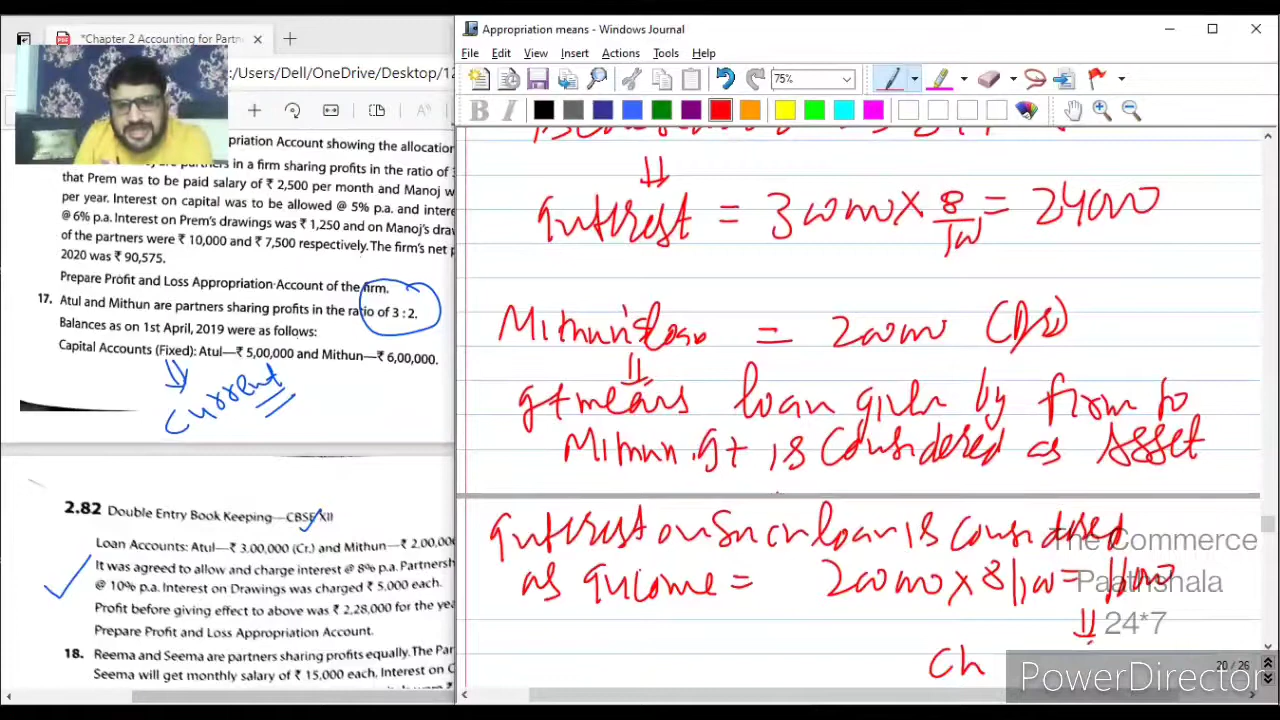 *Chapter 2 Accounting for Partn
:/Users/Dell/OneDrive/Desktop/12
priation Account showing the allocation
partners in a firm sharing profits in the ratio of 3
that Prem was to be paid salary of ₹ 2,500 per month and Manoj w
per year. Interest on capital was to be allowed @ 5% p.a. and intere
@ 6% p.a. Interest on Prem's drawings was ₹ 1,250 and on Manoj's draw
of the partners were ₹ 10,000 and ₹ 7,500 respectively. The firm's net p
2020 was ₹ 90,575.
Prepare Profit and Loss Appropriation Account of the firm.
17. Atul and Mithun are partners sharing profits in the ratio of 3 : 2.
Balances as on 1st April, 2019 were as follows:
Capital Accounts (Fixed): Atul—₹ 5,00,000 and Mithun—₹ 6,00,000.
Current
2.82 Double Entry Book Keeping—CBSE XII
Loan Accounts: Atul—₹ 3,00,000 (Cr.) and Mithun—₹ 2,00,00
It was agreed to allow and charge interest @ 8% p.a. Partnersh
@ 10% p.a. Interest on Drawings was charged ₹ 5,000 each.
Profit before giving effect to above was ₹ 2,28,000 for the yea
Prepare Profit and Loss Appropriation Account.
18. Reema and Seema are partners sharing profits equally. The Par
Seema will get monthly salary of ₹ 15,000 each. Interest on C
Appropriation means - Windows Journal
File Edit View Insert Actions Tools Help
75%
B I
Interest = 300000 × 8/100 = 24000
Mithun's loan = 200000 (Dr)
It means loan given by firm to
Mithun. It is Considered as Asset
Interest on such loan is Considered
as Income = 200000 × 8/100 = 16000
Ch
The Commerce
Paathshala
24*7
20 / 26
PowerDirector